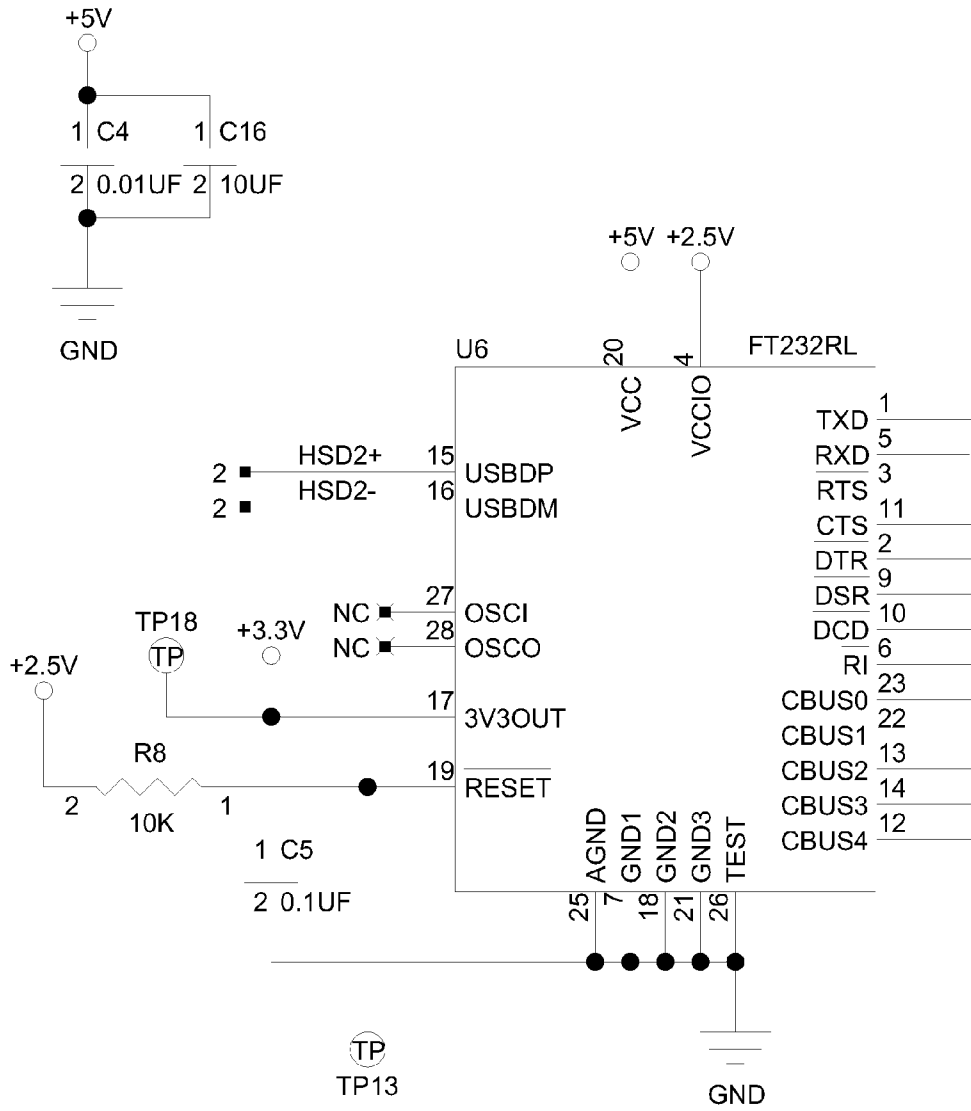 +5V
1 C4
1 C16
2 0.01UF
2 10UF
GND
+5V
+2.5V
U6
20
4
FT232RL
VCC
VCCIO
HSD2+
15
2
USBDP
HSD2-
16
2
USBDM
NC
27
OSCI
NC
28
OSCO
TP18
TP
+3.3V
+2.5V
17
3V3OUT
R8
19
RESET
2
1
10K
1 C5
2 0.1UF
TXD
1
RXD
5
RTS
3
CTS
11
DTR
2
DSR
9
DCD
10
RI
6
CBUS0
23
CBUS1
22
CBUS2
13
CBUS3
14
CBUS4
12
AGND
GND1
GND2
GND3
TEST
25
7
18
21
26
TP
TP13
GND